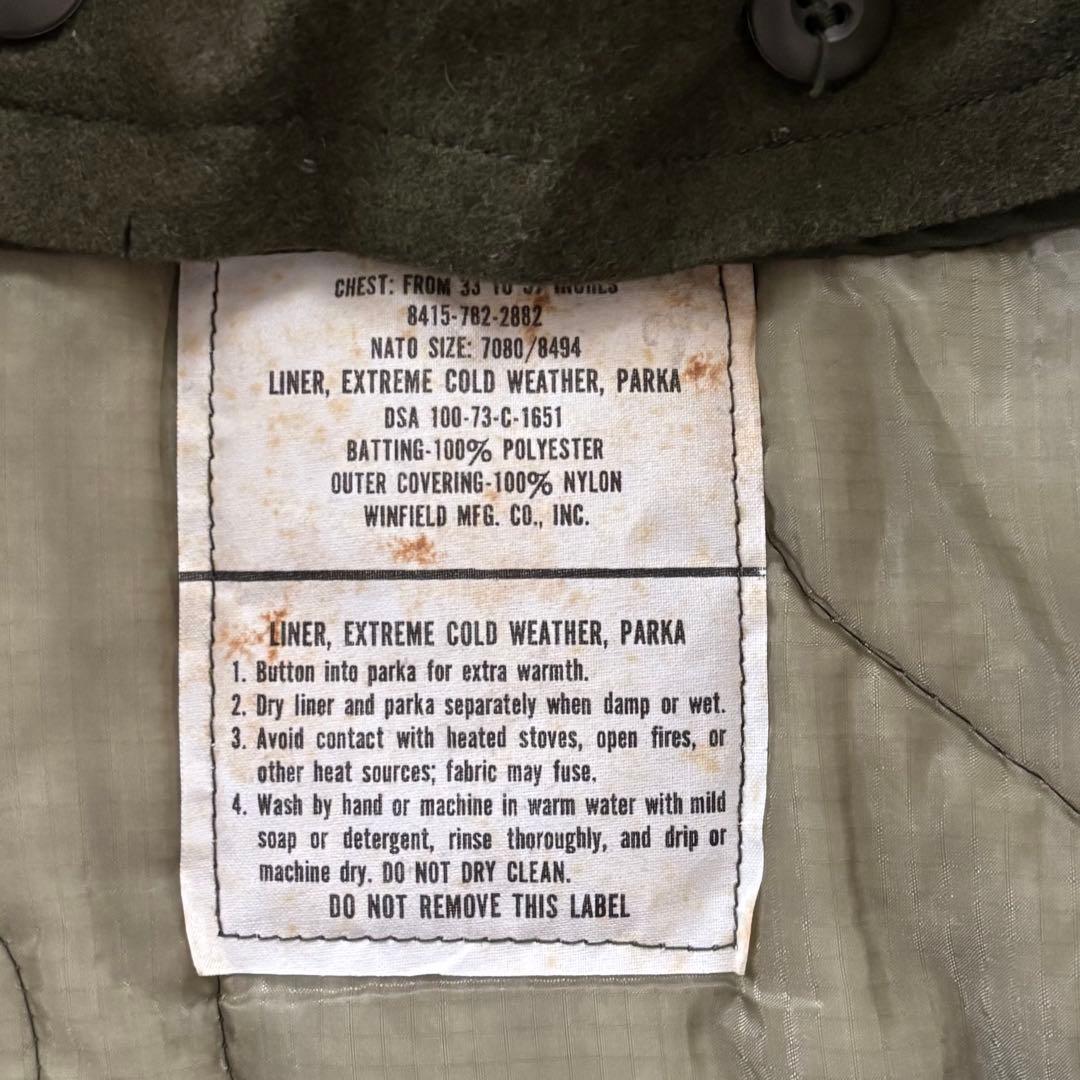 CHEST: FROM 33 TO 37 INCHES
8415-782-2882
NATO SIZE: 7080/8494
LINER, EXTREME COLD WEATHER, PARKA
DSA 100-73-C-1651
BATTING-100% POLYESTER
OUTER COVERING-100% NYLON
WINFIELD MFG. CO., INC.
LINER, EXTREME COLD WEATHER, PARKA
1. Button into parka for extra warmth.
2. Dry liner and parka separately when damp or wet.
3. Avoid contact with heated stoves, open fires, or
other heat sources; fabric may fuse.
4. Wash by hand or machine in warm water with mild
soap or detergent, rinse thoroughly, and drip or
machine dry. DO NOT DRY CLEAN.
DO NOT REMOVE THIS LABEL